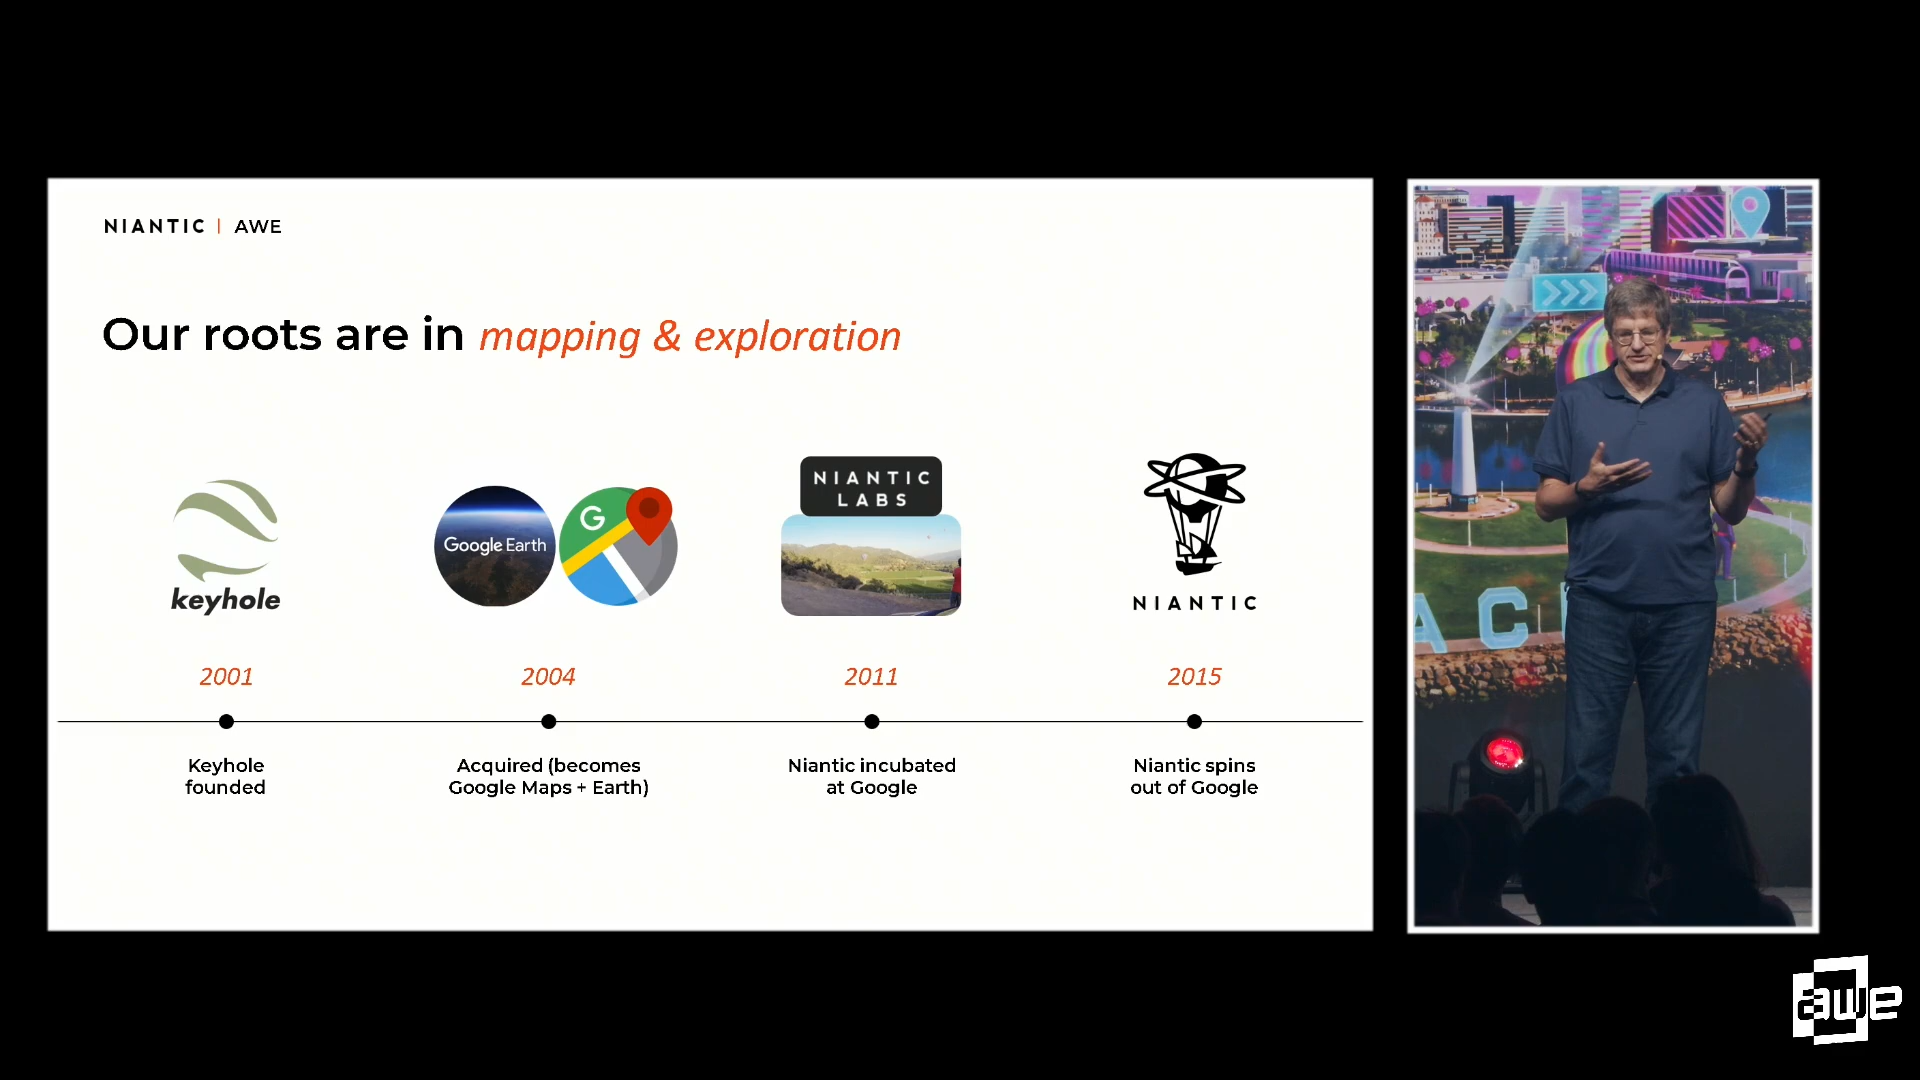 NIANTIC | AWE
Our roots are in mapping & exploration
keyhole
Google Earth
G
NIANTIC
LABS
NIANTIC
2001
2004
2011
2015
Keyhole
founded
Acquired (becomes
Google Maps + Earth)
Niantic incubated
at Google
Niantic spins
out of Google
>>>
AC
awe